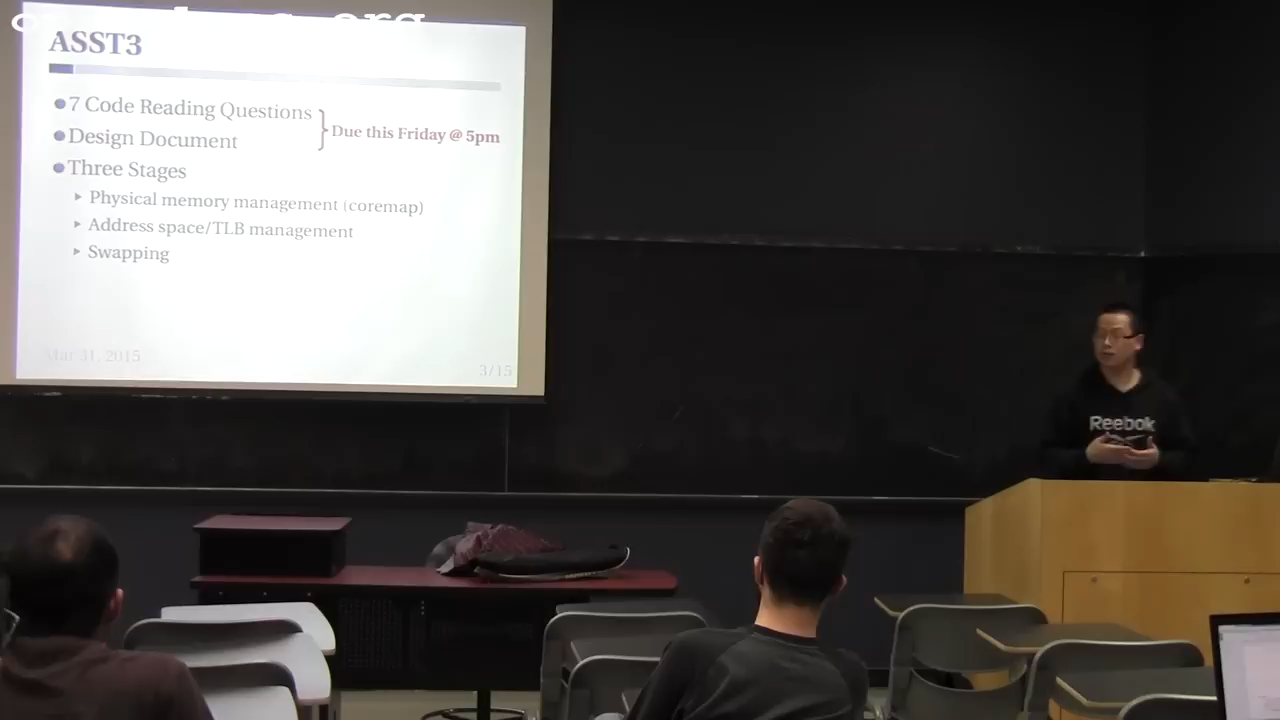 ASST3
7 Code Reading Questions
Design Document
Due this Friday @ 5pm
Three Stages
Physical memory management (coremap)
Address space/TLB management
Swapping
Mar 31, 2015
3/15
Reebok